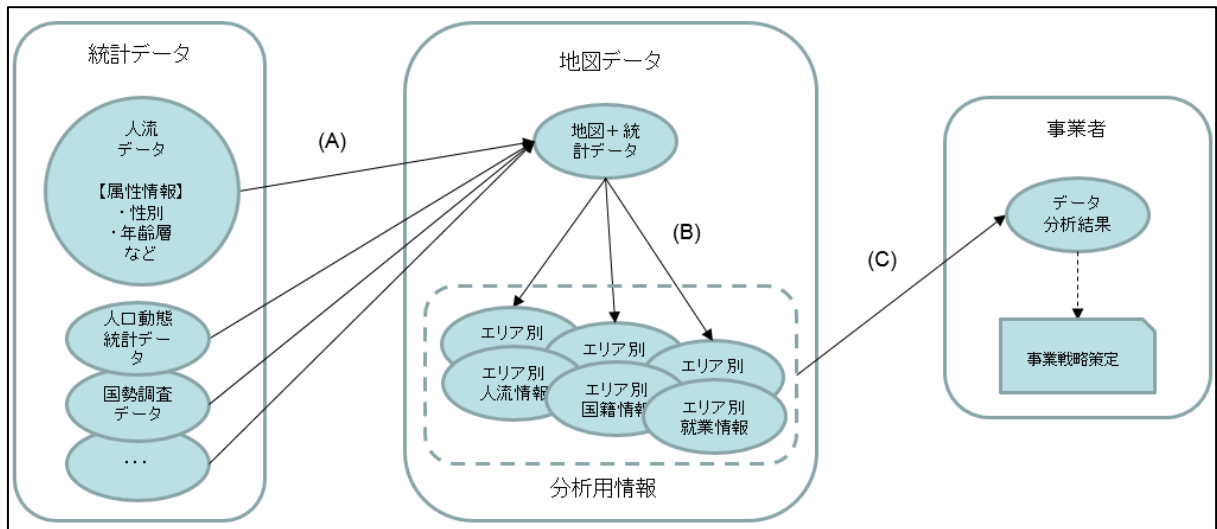 統計データ
人流
データ
【属性情報】
・性別
・年齢層
など
人口動態
統計デー
タ
国勢調査
データ
・・・
(A)
地図データ
地図＋統
計データ
(B)
エリア別
エリア別
人流情報
エリア別
エリア別
国籍情報
エリア別
エリア別
就業情報
分析用情報
(C)
事業者
データ
分析結果
事業戦略策定